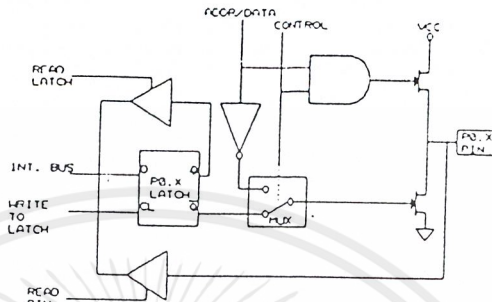 ADDR/DATA
CONTROL
VCC
READ
LATCH
P0.X
PIN
INT. BUS
D Q
P0.X
LATCH
WRITE
TO
LATCH
CL Q
MUX
READ
PIN